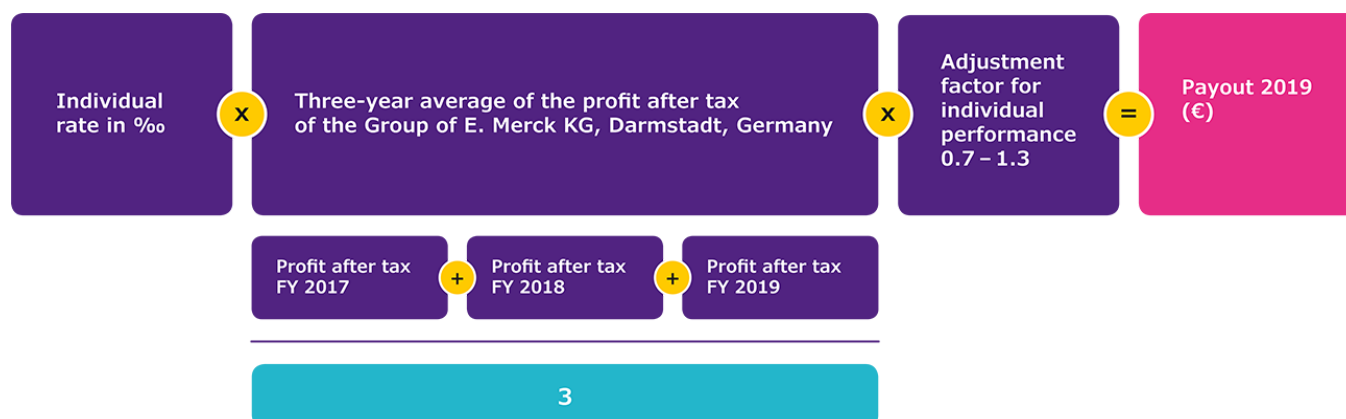 Individual
rate in ‰
x
Three-year average of the profit after tax
of the Group of E. Merck KG, Darmstadt, Germany
x
Adjustment
factor for
individual
performance
0.7 – 1.3
=
Payout 2019
(€)
Profit after tax
FY 2017
+
Profit after tax
FY 2018
+
Profit after tax
FY 2019
3